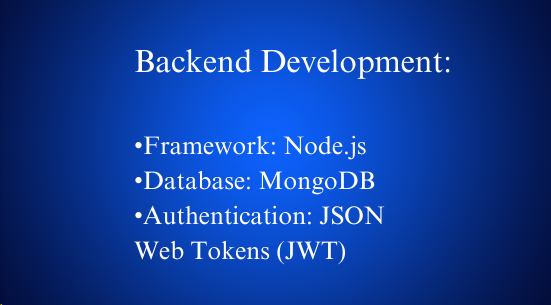 Backend Development:
•Framework: Node.js
•Database: MongoDB
•Authentication: JSON
Web Tokens (JWT)